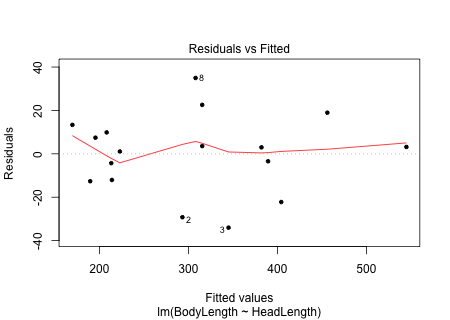 Residuals vs Fitted
Residuals
40
20
0
-20
-40
8
2
3
200 300 400 500
Fitted values
lm(BodyLength ~ HeadLength)